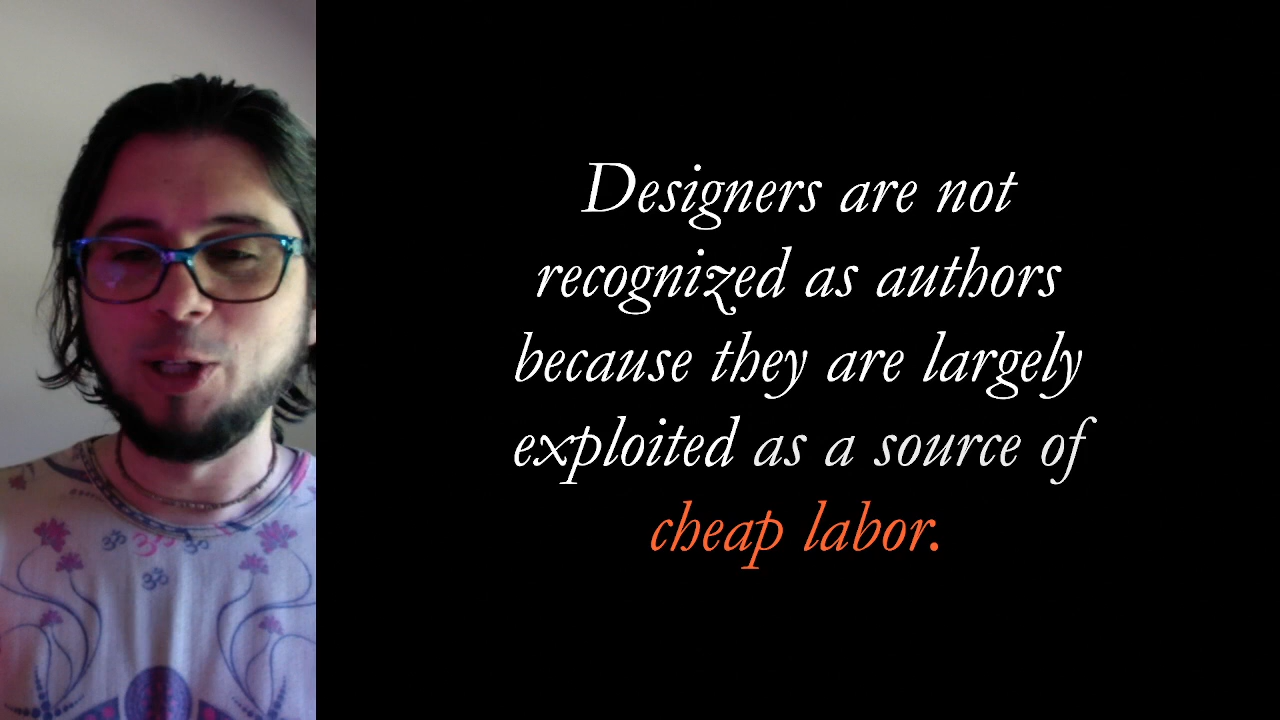 Designers are not
recognized as authors
because they are largely
exploited as a source of
cheap labor.